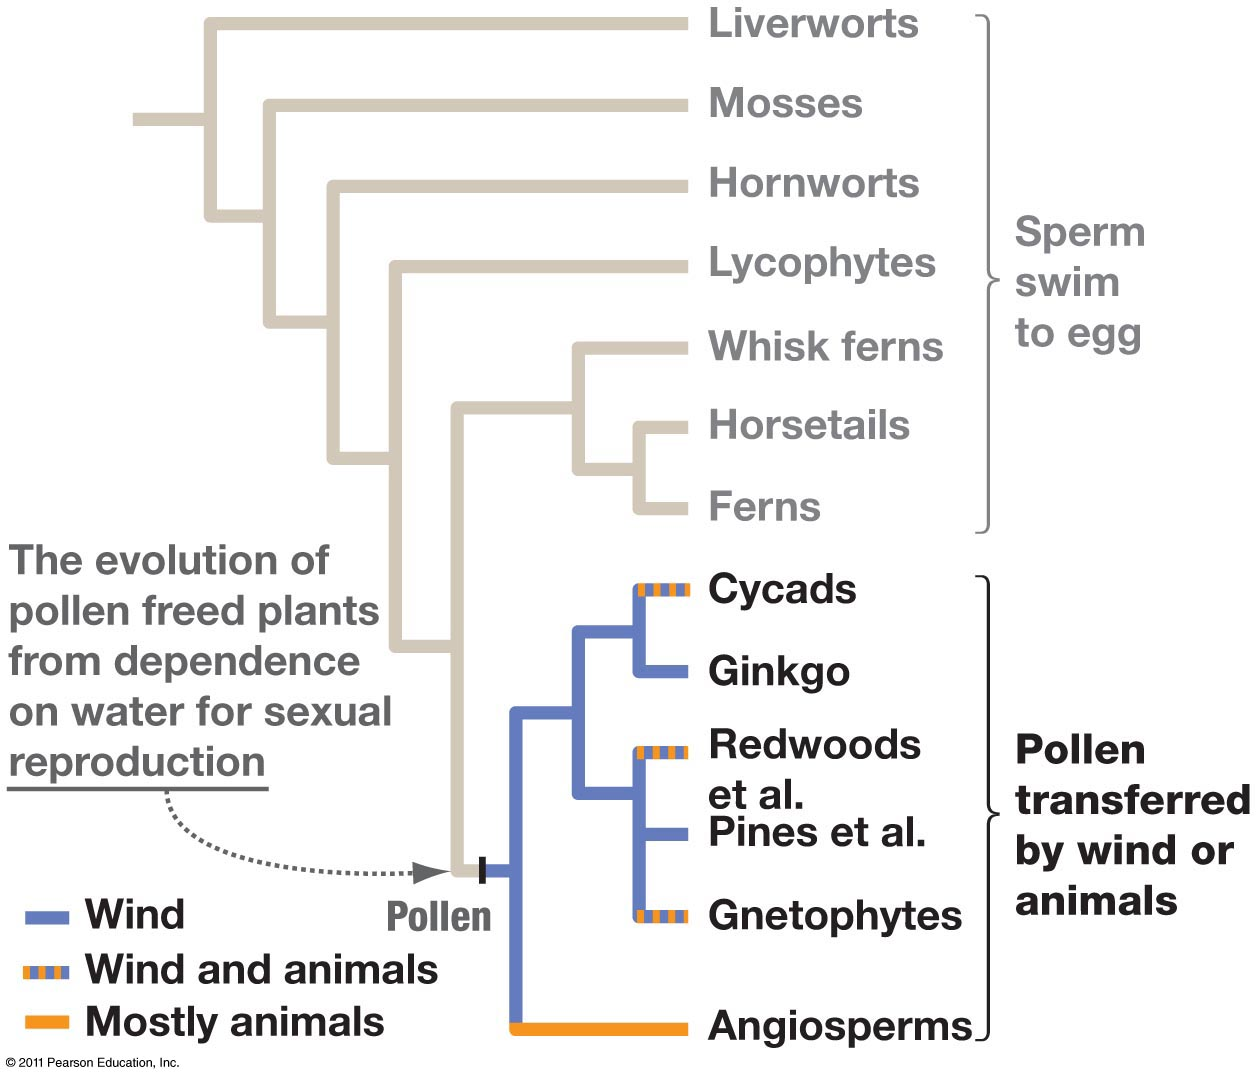 Liverworts
Mosses
Hornworts
Lycophytes
Whisk ferns
Horsetails
Ferns
Sperm
swim
to egg
The evolution of
pollen freed plants
from dependence
on water for sexual
reproduction
Pollen
Cycads
Ginkgo
Redwoods
et al.
Pines et al.
Gnetophytes
Angiosperms
Pollen
transferred
by wind or
animals
Wind
Wind and animals
Mostly animals
© 2011 Pearson Education, Inc.